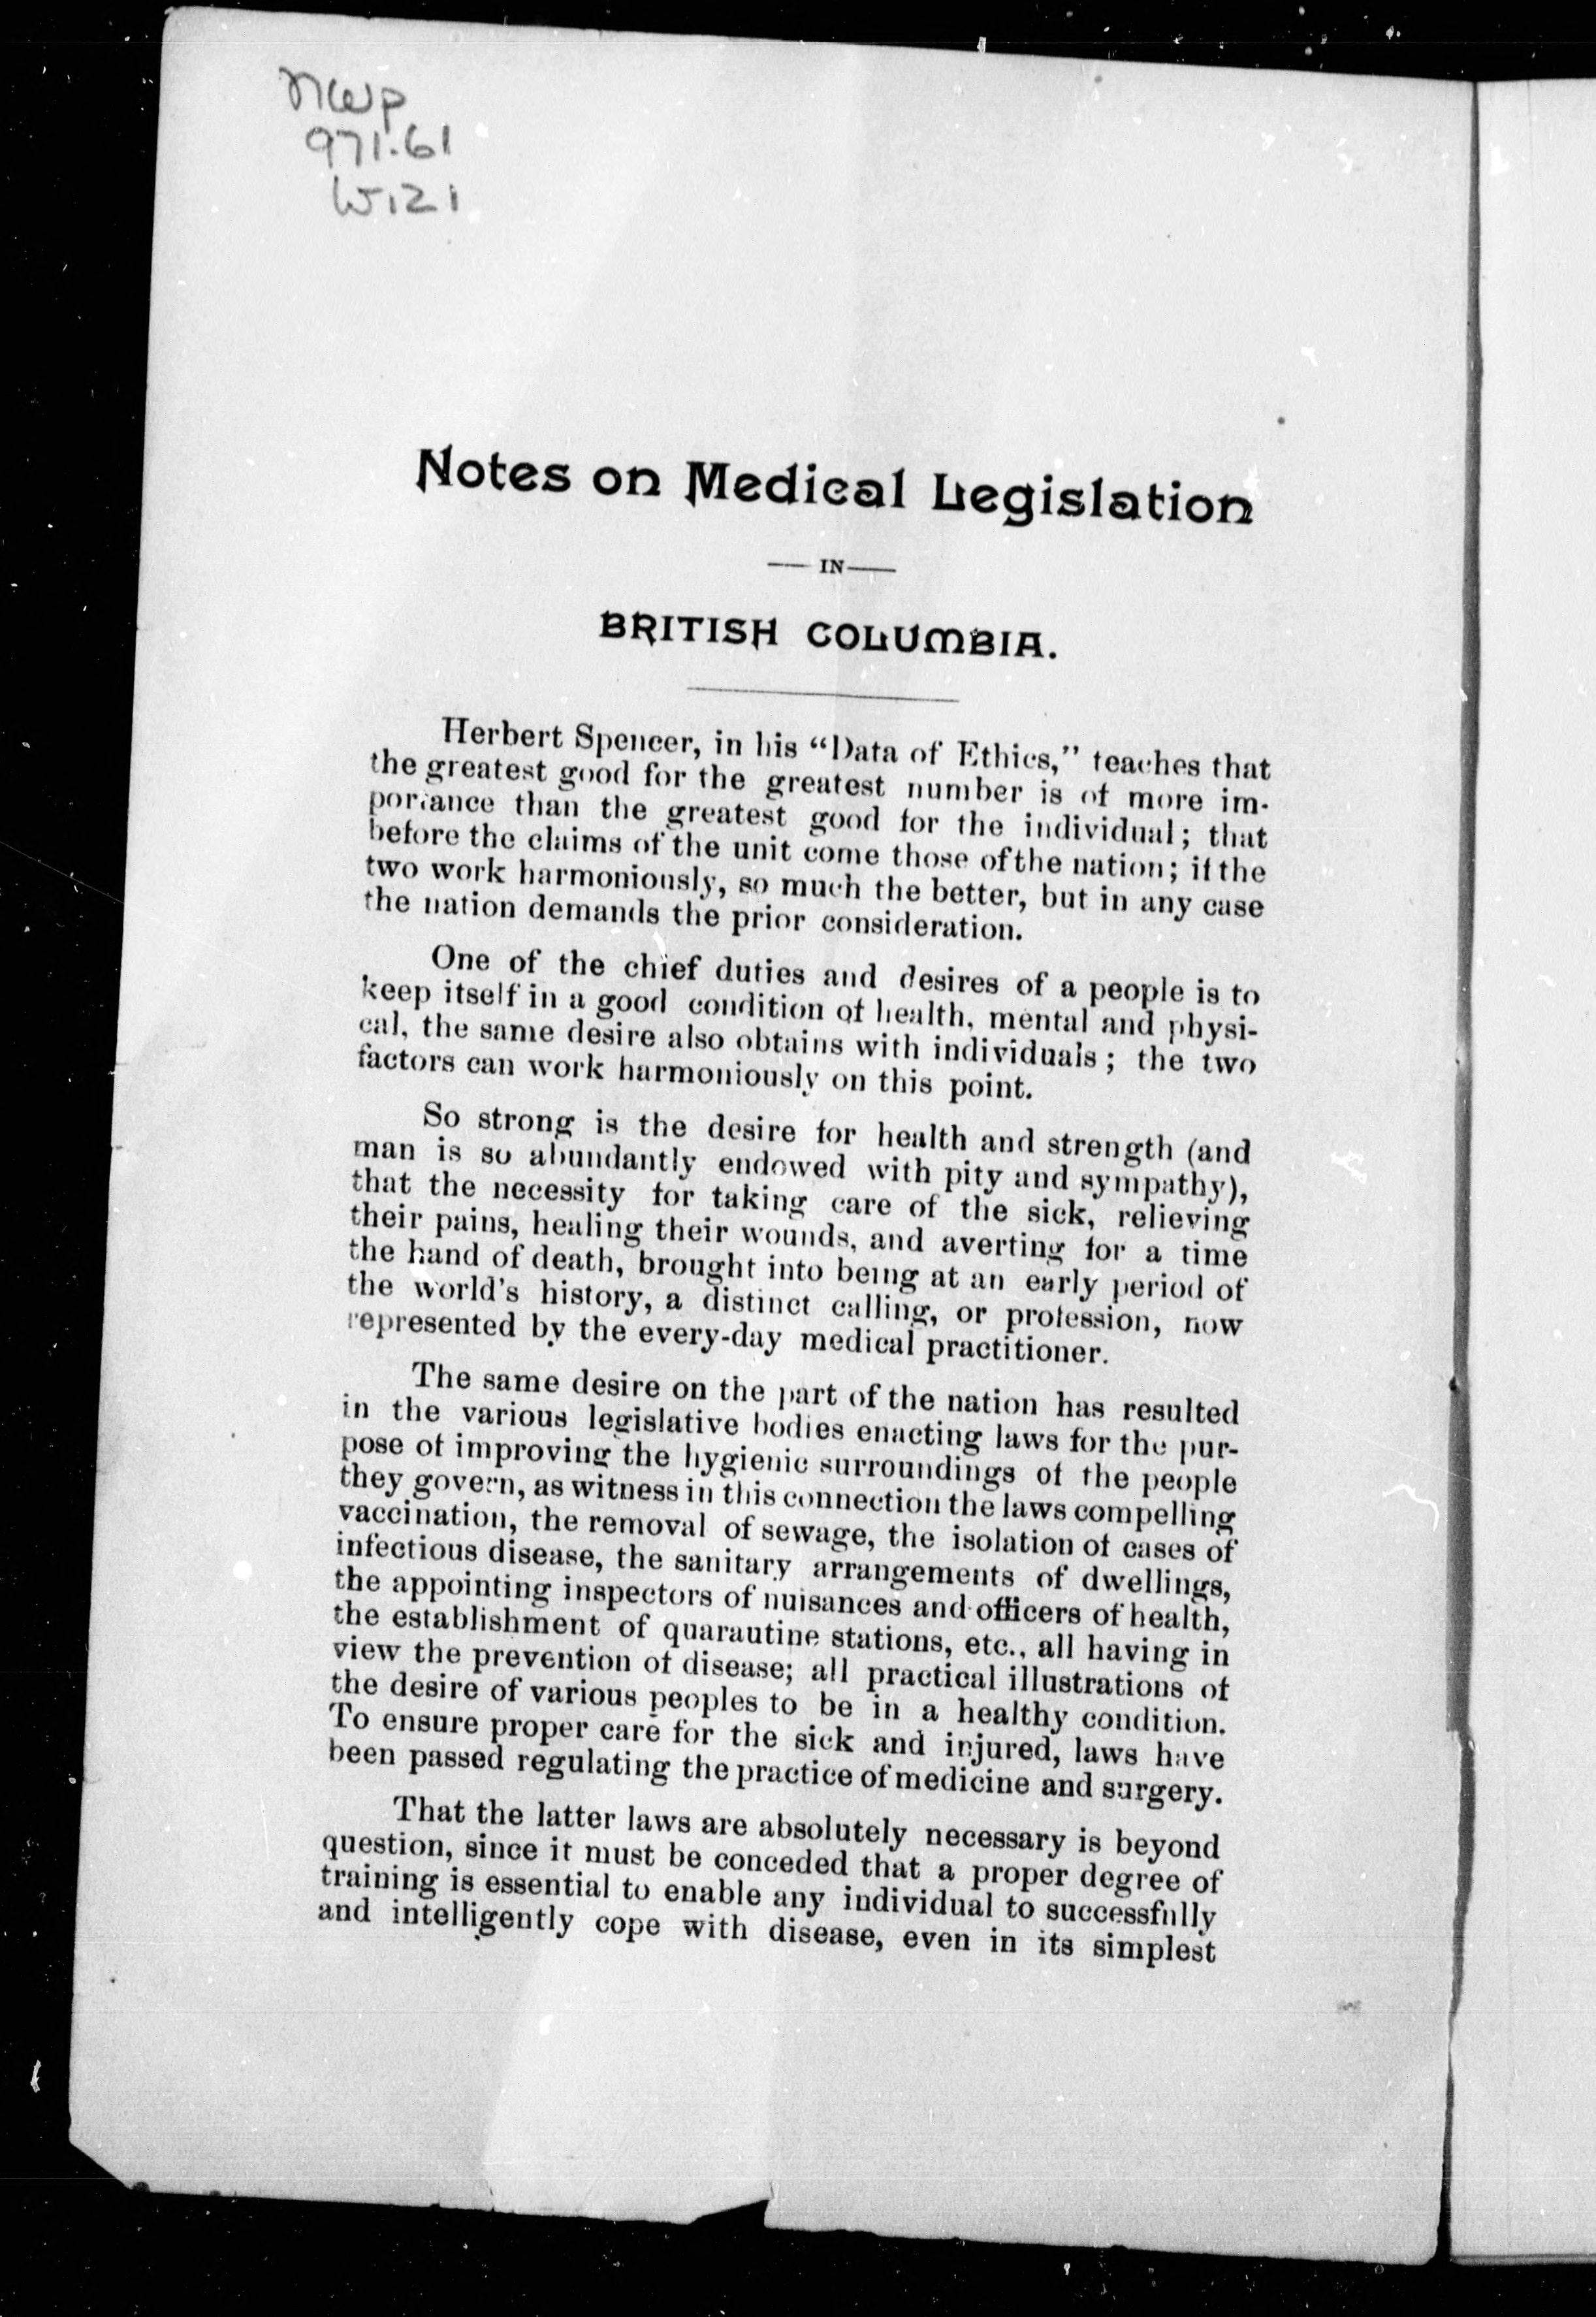 NWp
971.61
W121
Notes on Medical Legislation
IN
BRITISH COLUMBIA.
Herbert Spencer, in his “Data of Ethics,” teaches that
the greatest good for the greatest number is of more im-
portance than the greatest good for the individual; that
before the claims of the unit come those of the nation; if the
two work harmoniously, so much the better, but in any case
the nation demands the prior consideration.
One of the chief duties and desires of a people is to
keep itself in a good condition of health, mental and physi-
cal, the same desire also obtains with individuals; the two
factors can work harmoniously on this point.
So strong is the desire for health and strength (and
man is so abundantly endowed with pity and sympathy),
that the necessity for taking care of the sick, relieving
their pains, healing their wounds, and averting for a time
the hand of death, brought into being at an early period of
the world's history, a distinct calling, or profession, now
represented by the every-day medical practitioner.
The same desire on the part of the nation has resulted
in the various legislative bodies enacting laws for the pur-
pose of improving the hygienic surroundings of the people
they govern, as witness in this connection the laws compelling
vaccination, the removal of sewage, the isolation of cases of
infectious disease, the sanitary arrangements of dwellings,
the appointing inspectors of nuisances and officers of health,
the establishment of quarautine stations, etc., all having in
view the prevention of disease; all practical illustrations of
the desire of various peoples to be in a healthy condition.
To ensure proper care for the sick and injured, laws have
been passed regulating the practice of medicine and surgery.
That the latter laws are absolutely necessary is beyond
question, since it must be conceded that a proper degree of
training is essential to enable any individual to successfully
and intelligently cope with disease, even in its simplest